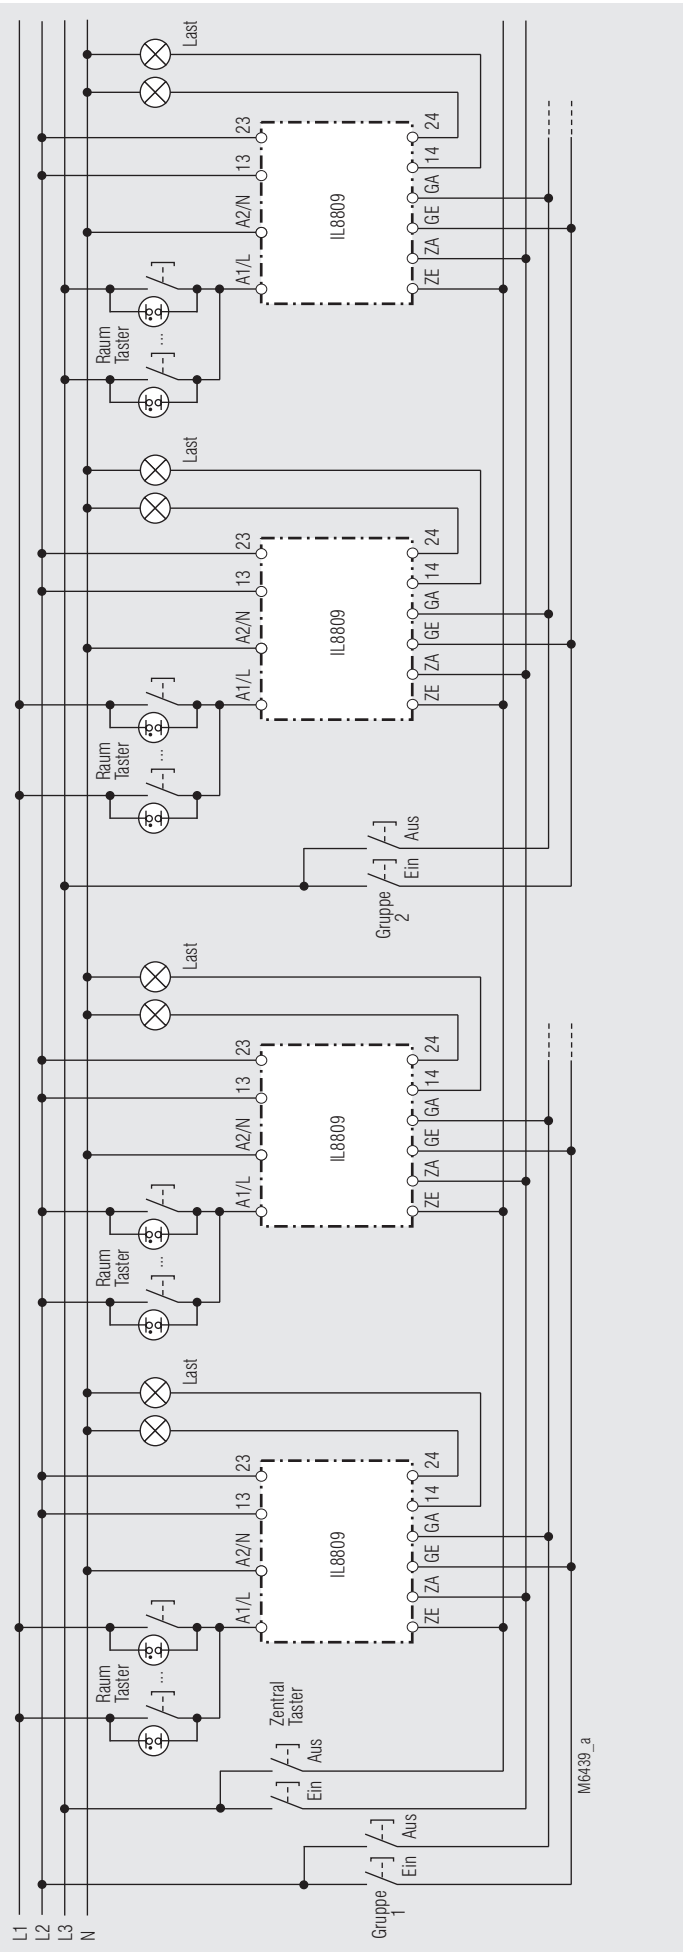 L1
L2
L3
N
Gruppe
1
Ein
Aus
Zentral
Taster
Ein
Aus
Raum
Taster
...
Last
A1/L
A2/N
13
23
IL8809
ZE
ZA
GE
GA
14
24
Raum
Taster
...
Last
A1/L
A2/N
13
23
IL8809
ZE
ZA
GE
GA
14
24
Gruppe
2
Ein
Aus
Raum
Taster
...
Last
A1/L
A2/N
13
23
IL8809
ZE
ZA
GE
GA
14
24
Raum
Taster
...
Last
A1/L
A2/N
13
23
IL8809
ZE
ZA
GE
GA
14
24
M6439_a